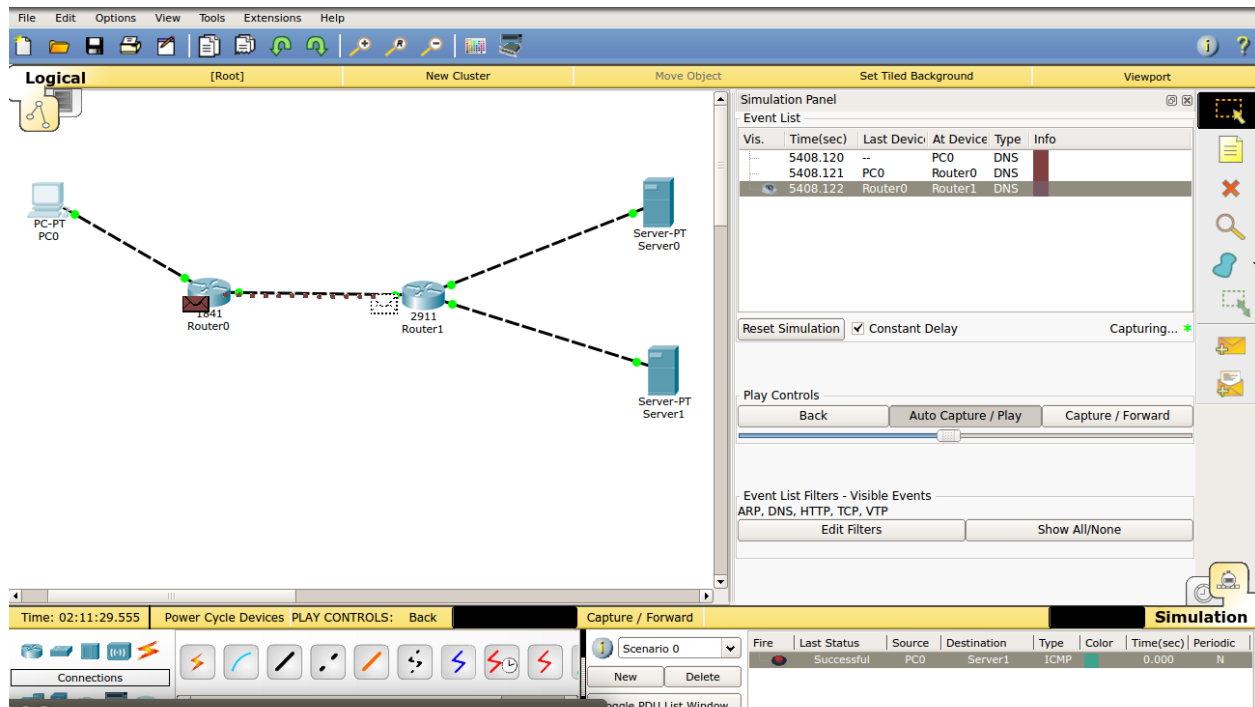 File Edit Options View Tools Extensions Help
Logical [Root] New Cluster Move Object Set Tiled Background Viewport
Simulation Panel
Event List
Vis. Time(sec) Last Devic At Device Type Info
5408.120 -- PC0 DNS
5408.121 PC0 Router0 DNS
5408.122 Router0 Router1 DNS
PC-PT
PC0
Server-PT
Server0
1841
Router0
2911
Router1
Server-PT
Server1
Reset Simulation Constant Delay Capturing... *
Play Controls
Back Auto Capture / Play Capture / Forward
Event List Filters - Visible Events
ARP, DNS, HTTP, TCP, VTP
Edit Filters Show All/None
Time: 02:11:29.555 Power Cycle Devices PLAY CONTROLS: Back Capture / Forward Simulation
Connections
Scenario 0
New Delete
Toggle PDU List Window
Fire Last Status Source Destination Type Color Time(sec) Periodic
Successful PC0 Server1 ICMP 0.000 N